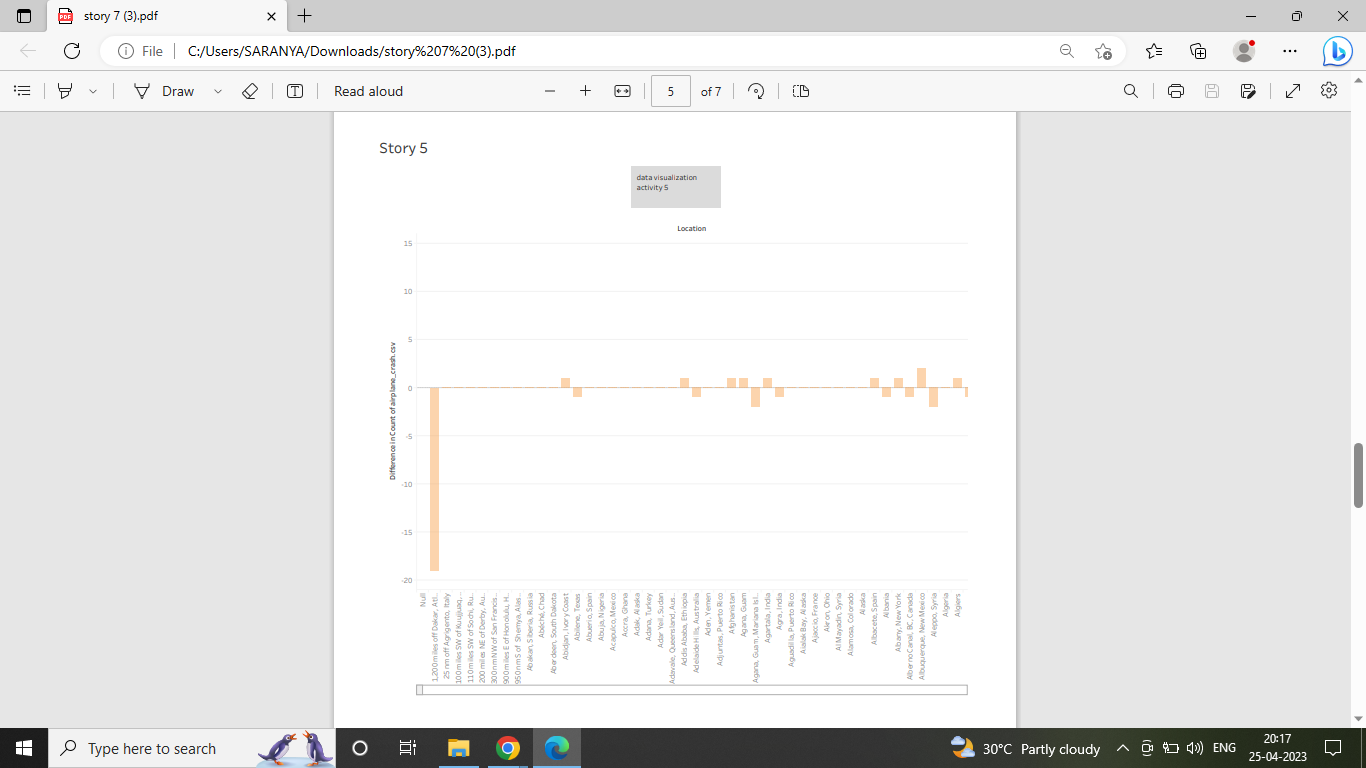 story 7 (3).pdf
File
C:/Users/SARANYA/Downloads/story%207%20(3).pdf
Draw
Read aloud
5
of 7
Story 5
data visualization
activity 5
Location
Difference in Count of airplane_crash.csv
15
10
5
0
-5
-10
-15
-20
Null
1,200 miles off Dakar, Atl..
25 nm off Agrigento, Italy
100 miles SW of Kuujjuaq,..
110 miles SW of Sochi, Ru..
200 miles NE of Derby, Au..
300 nm NW of San Francis..
900 miles E of Honolulu, H..
950 nm S of Shemya, Alas..
Abakan, Siberia, Russia
Abéché, Chad
Aberdeen, South Dakota
Abidjan, Ivory Coast
Abilene, Texas
Abuerio, Spain
Abuja, Nigeria
Acapulco, Mexico
Accra, Ghana
Adak, Alaska
Adana, Turkey
Adar Yeil, Sudan
Adavale, Queensland, Aus..
Addis Ababa, Ethiopia
Adelaide Hills, Australia
Aden, Yemen
Adjuntas, Puerto Rico
Afghanistan
Agana, Guam
Agana, Guam, Mariana Isl..
Agartala, India
Agra, India
Aguadilla, Puerto Rico
Aialak Bay, Alaska
Ajaccio, France
Akron, Ohio
Al Mayadin, Syria
Alamosa, Colorado
Alaska
Albacete, Spain
Albania
Albany, New York
Alberno Canal, BC, Canada
Albuquerque, New Mexico
Aleppo, Syria
Algeria
Algiers
Type here to search
30°C Partly cloudy
ENG
20:17
25-04-2023